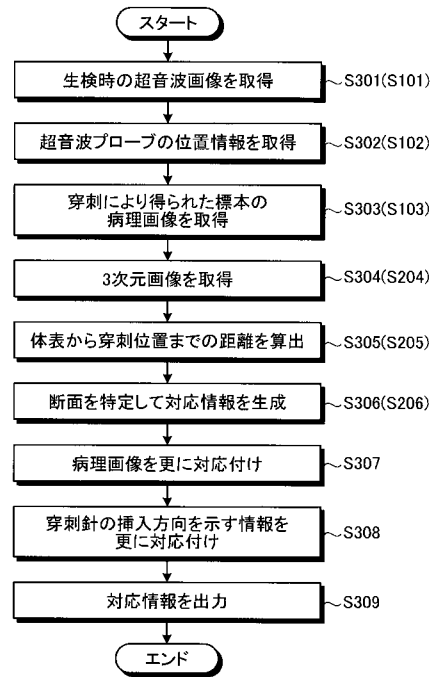 スタート
生検時の超音波画像を取得
S301(S101)
超音波プローブの位置情報を取得
S302(S102)
穿刺により得られた標本の
病理画像を取得
S303(S103)
3次元画像を取得
S304(S204)
体表から穿刺位置までの距離を算出
S305(S205)
断面を特定して対応情報を生成
S306(S206)
病理画像を更に対応付け
S307
穿刺針の挿入方向を示す情報を
更に対応付け
S308
対応情報を出力
S309
エンド